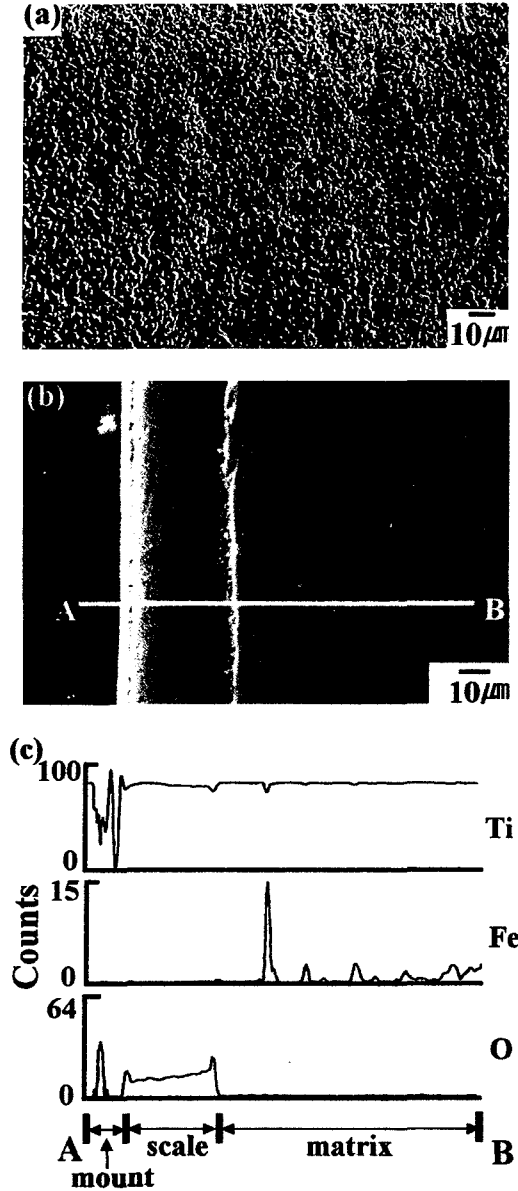 (a)
10㎛
(b)
A
B
10㎛
(c)
100
Ti
0
15
Fe
Counts
0
64
O
0
A
scale
matrix
B
mount